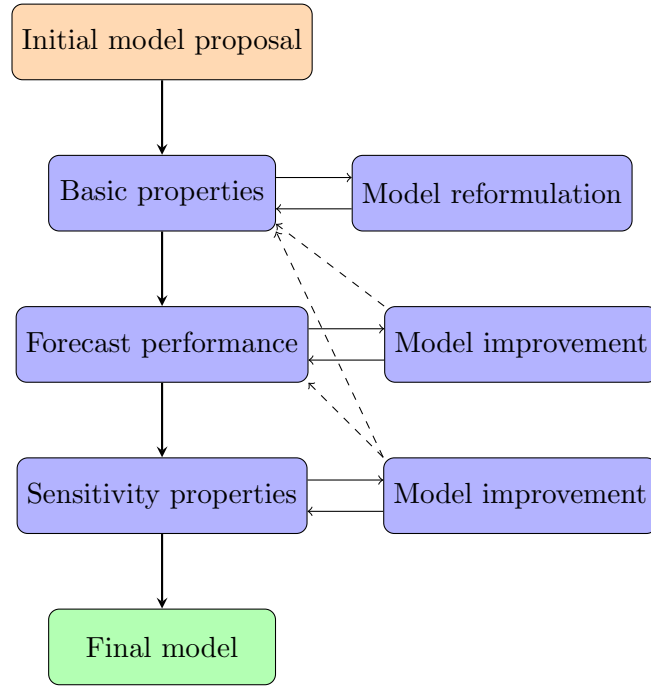 Initial model proposal
Basic properties
Model reformulation
Forecast performance
Model improvement
Sensitivity properties
Model improvement
Final model